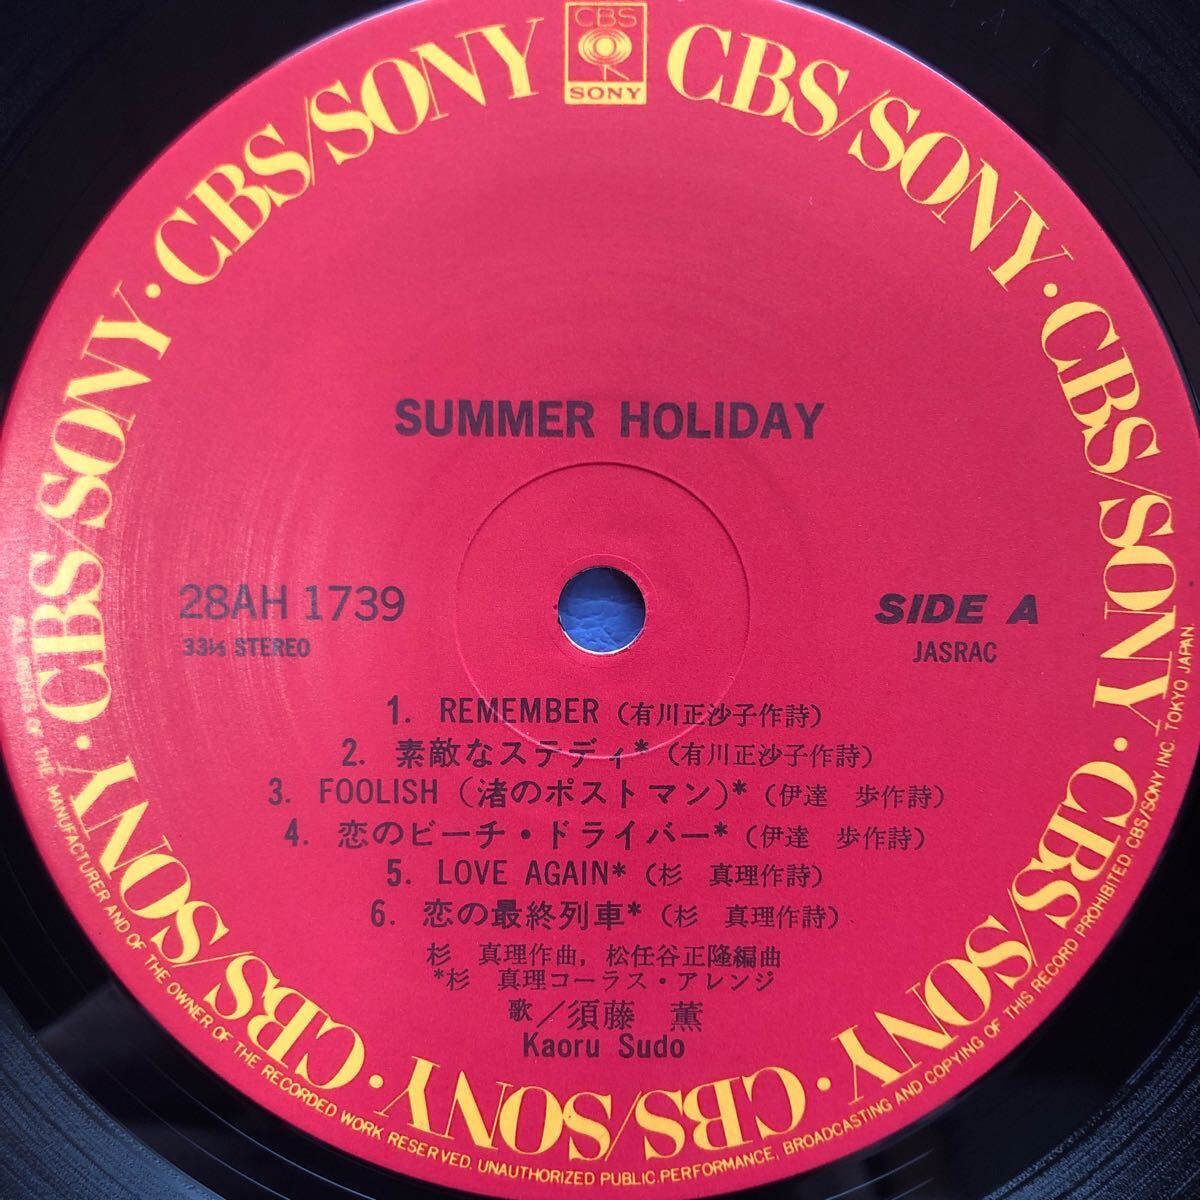 CBS
SONY
CBS/SONY · CBS/SONY · CBS/SONY · CBS/SONY · CBS/SONY · CBS/SONY · CBS/SONY · CBS/SONY · CBS/SONY
SUMMER HOLIDAY
28AH 1739
33⅓ STEREO
SIDE A
JASRAC
1. REMEMBER (有川正沙子作詩)
2. 素敵なステディ* (有川正沙子作詩)
3. FOOLISH (渚のポストマン)* (伊達 歩作詩)
4. 恋のビーチ・ドライバー* (伊達 歩作詩)
5. LOVE AGAIN* (杉 真理作詩)
6. 恋の最終列車* (杉 真理作詩)
杉 真理作曲, 松任谷正隆編曲
*杉 真理コーラス・アレンジ
歌/須藤 薫
Kaoru Sudo
ALL RIGHTS OF THE MANUFACTURER AND OF THE OWNER OF THE RECORDED WORK RESERVED. UNAUTHORIZED PUBLIC PERFORMANCE, BROADCASTING AND COPYING OF THIS RECORD PROHIBITED. CBS/SONY INC. TOKYO JAPAN.